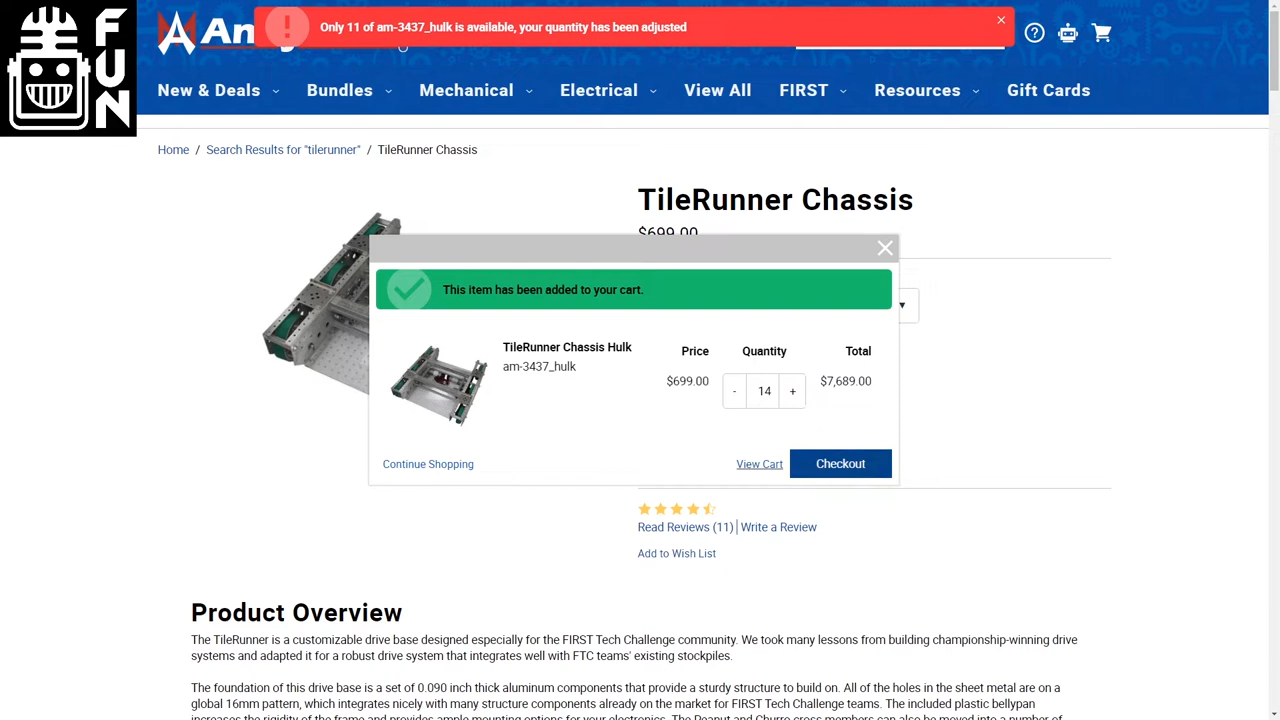 FUN
Only 11 of am-3437_hulk is available, your quantity has been adjusted
An
New & Deals
Bundles
Mechanical
Electrical
View All
FIRST
Resources
Gift Cards
Home / Search Results for "tilerunner" / TileRunner Chassis
TileRunner Chassis
$699.00
This item has been added to your cart.
TileRunner Chassis Hulk
am-3437_hulk
Price
Quantity
Total
$699.00
- 14 +
$7,689.00
Continue Shopping
View Cart
Checkout
Read Reviews (11) | Write a Review
Add to Wish List
Product Overview
The TileRunner is a customizable drive base designed especially for the FIRST Tech Challenge community. We took many lessons from building championship-winning drive
systems and adapted it for a robust drive system that integrates well with FTC teams' existing stockpiles.
The foundation of this drive base is a set of 0.090 inch thick aluminum components that provide a sturdy structure to build on. All of the holes in the sheet metal are on a
global 16mm pattern, which integrates nicely with many structure components already on the market for FIRST Tech Challenge teams. The included plastic bellypan
increases the rigidity of the frame and provides ample mounting options for your electronics. The Peanut and Churro cross members can also be moved into a number of